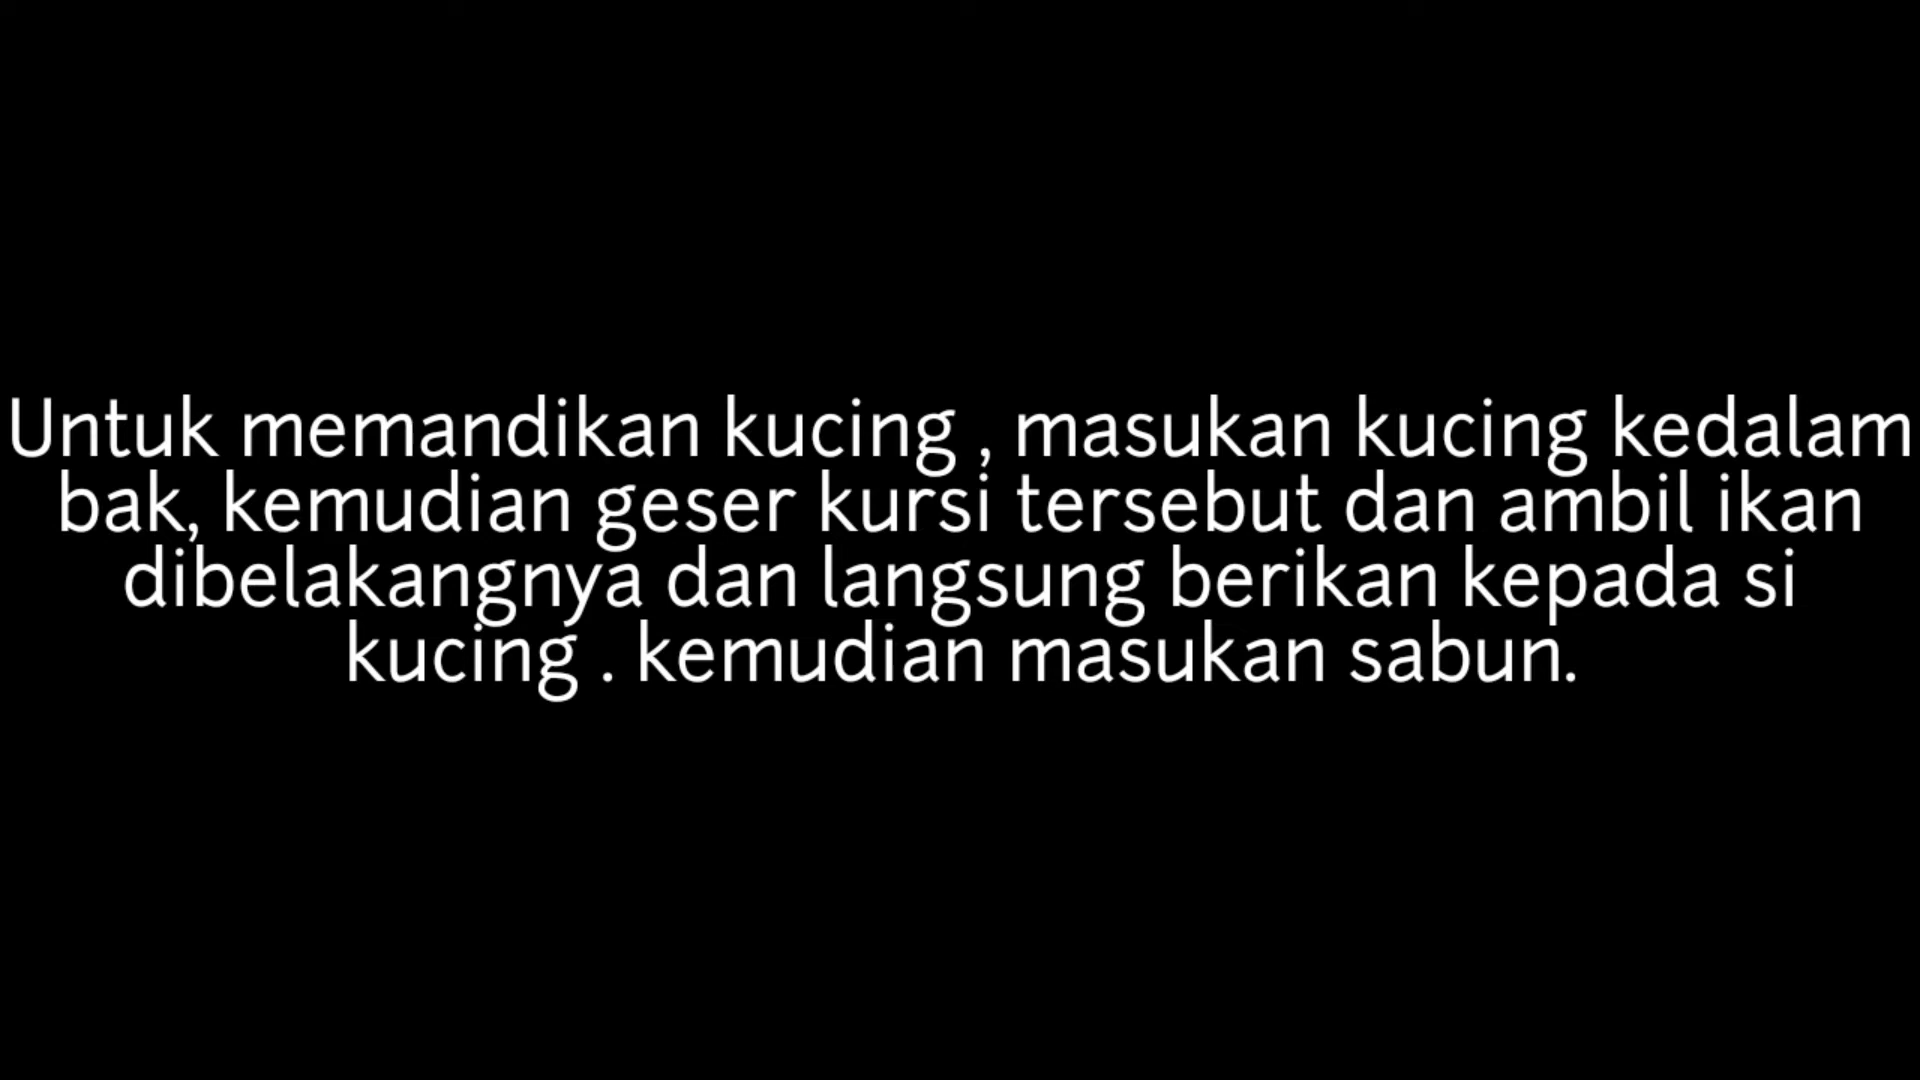 Untuk memandikan kucing , masukan kucing kedalam
bak, kemudian geser kursi tersebut dan ambil ikan
dibelakangnya dan langsung berikan kepada si
kucing . kemudian masukan sabun.